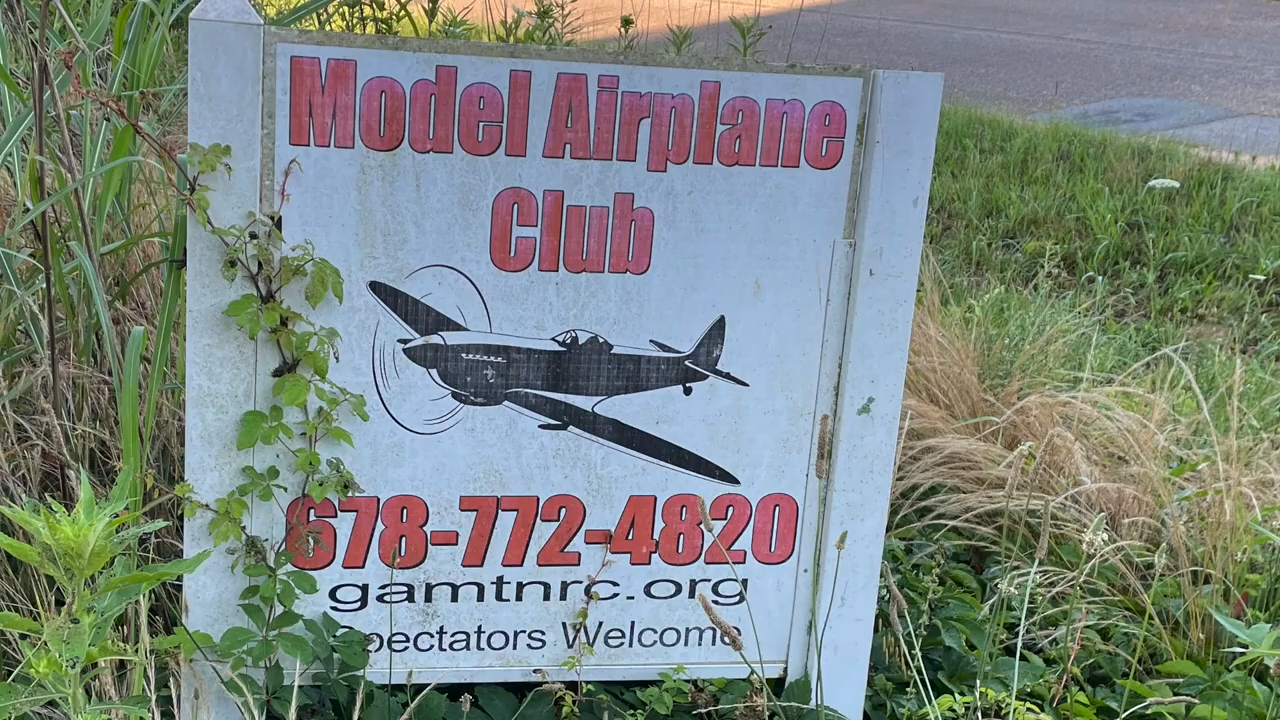 Model Airplane
Club
678-772-4820
gamtnrc.org
Spectators Welcome